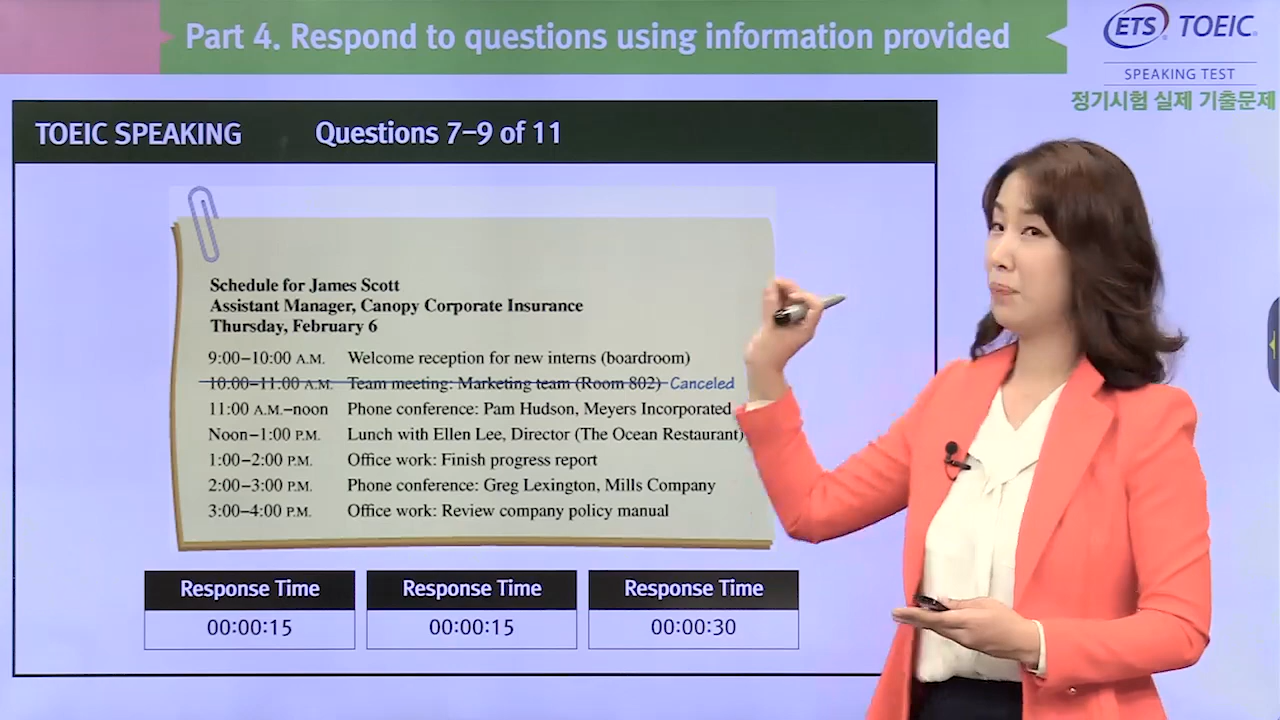 Part 4. Respond to questions using information provided
ETS TOEIC
SPEAKING TEST
정기시험 실제 기출문제
TOEIC SPEAKING Questions 7–9 of 11
Schedule for James Scott
Assistant Manager, Canopy Corporate Insurance
Thursday, February 6
9:00–10:00 A.M. Welcome reception for new interns (boardroom)
10:00–11:00 A.M. Team meeting: Marketing team (Room 802) Canceled
11:00 A.M.–noon Phone conference: Pam Hudson, Meyers Incorporated
Noon–1:00 P.M. Lunch with Ellen Lee, Director (The Ocean Restaurant)
1:00–2:00 P.M. Office work: Finish progress report
2:00–3:00 P.M. Phone conference: Greg Lexington, Mills Company
3:00–4:00 P.M. Office work: Review company policy manual
Response Time Response Time Response Time
00:00:15 00:00:15 00:00:30